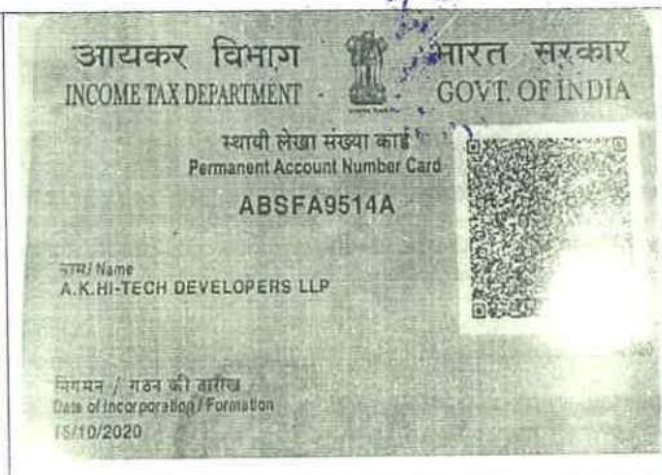 आयकर विभाग
INCOME TAX DEPARTMENT
भारत सरकार
GOVT. OF INDIA
स्थायी लेखा संख्या कार्ड
Permanent Account Number Card
ABSFA9514A
नाम/ Name
A.K.HI-TECH DEVELOPERS LLP
निगमन / गठन की तारीख
Date of Incorporation / Formation
15/10/2020